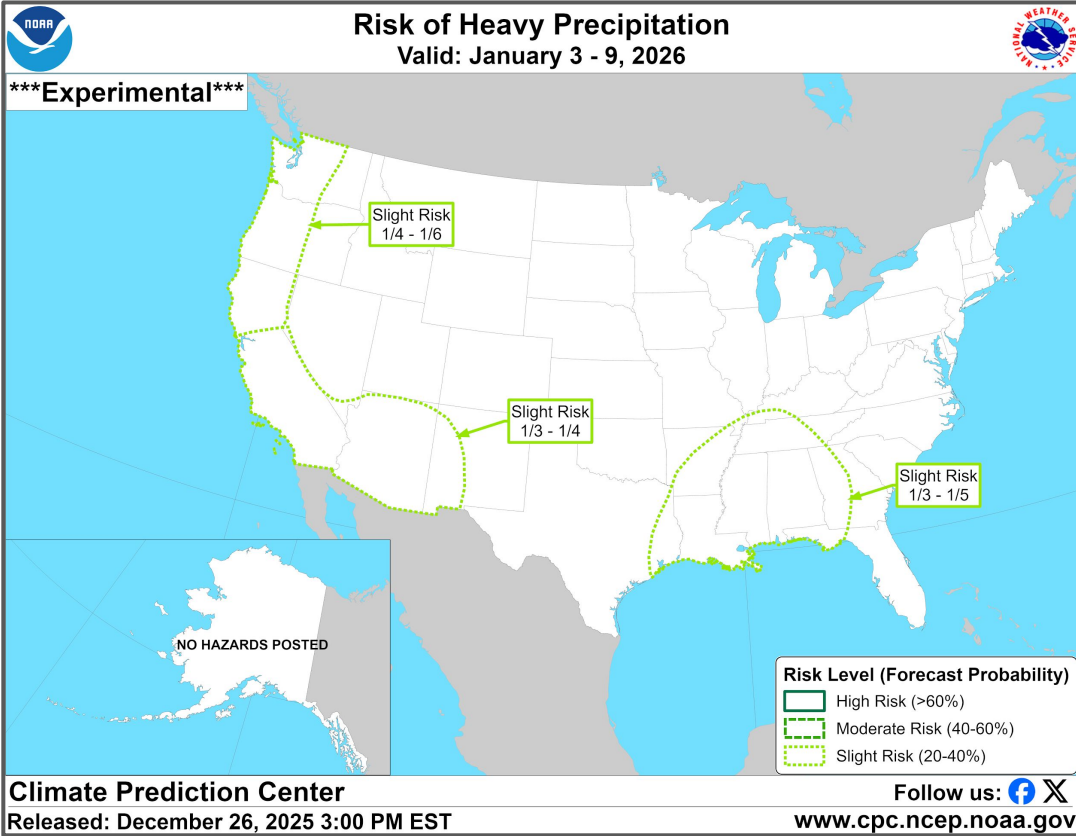 NOAA
Risk of Heavy Precipitation
Valid: January 3 - 9, 2026
NATIONAL WEATHER SERVICE
***Experimental***
Slight Risk
1/4 - 1/6
Slight Risk
1/3 - 1/4
Slight Risk
1/3 - 1/5
NO HAZARDS POSTED
Risk Level (Forecast Probability)
High Risk (>60%)
Moderate Risk (40-60%)
Slight Risk (20-40%)
Climate Prediction Center
Follow us:
Released: December 26, 2025 3:00 PM EST
www.cpc.ncep.noaa.gov